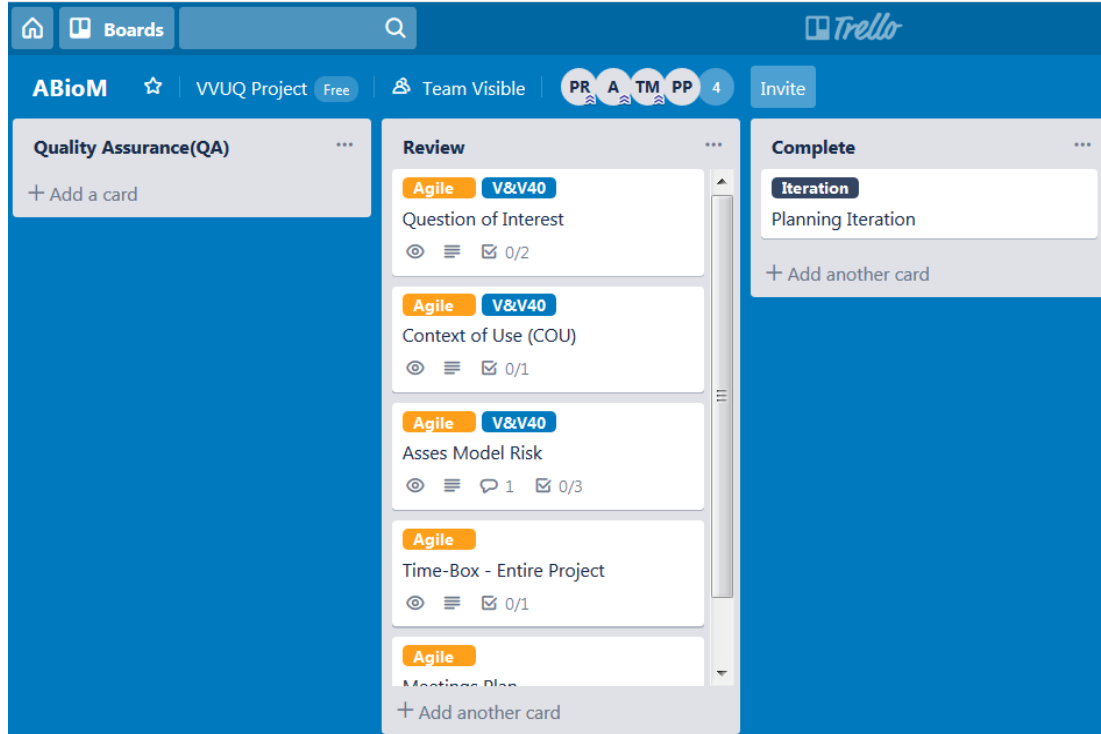 Boards
Trello
ABioM
VVUQ Project Free
Team Visible
PR A TM PP 4
Invite
Quality Assurance(QA)
+ Add a card
Review
Agile V&V40
Question of Interest
0/2
Agile V&V40
Context of Use (COU)
0/1
Agile V&V40
Asses Model Risk
1 0/3
Agile
Time-Box - Entire Project
0/1
Agile
Meetings Plan
+ Add another card
Complete
Iteration
Planning Iteration
+ Add another card